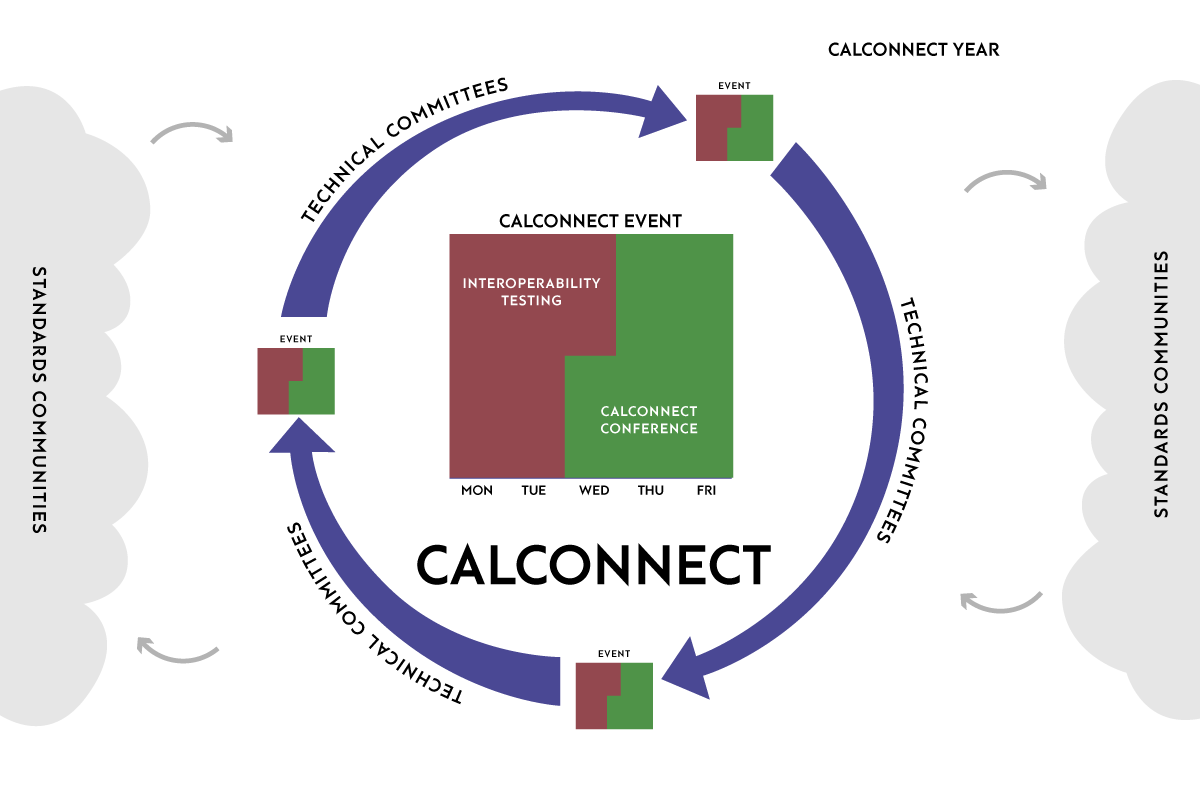 CALCONNECT YEAR
EVENT
TECHNICAL COMMITTEES
CALCONNECT EVENT
INTEROPERABILITY
TESTING
STANDARDS COMMUNITIES
STANDARDS COMMUNITIES
TECHNICAL COMMITTEES
EVENT
CALCONNECT
CONFERENCE
MON TUE WED THU FRI
CALCONNECT
TECHNICAL COMMITTEES
EVENT